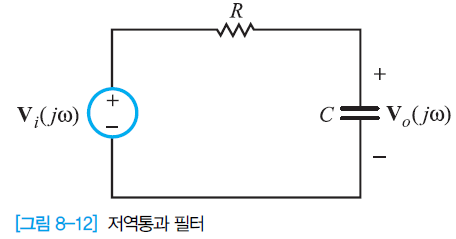 R
+
+
V_i(jω)
C
V_o(jω)
−
−
[그림 8-12] 저역통과 필터